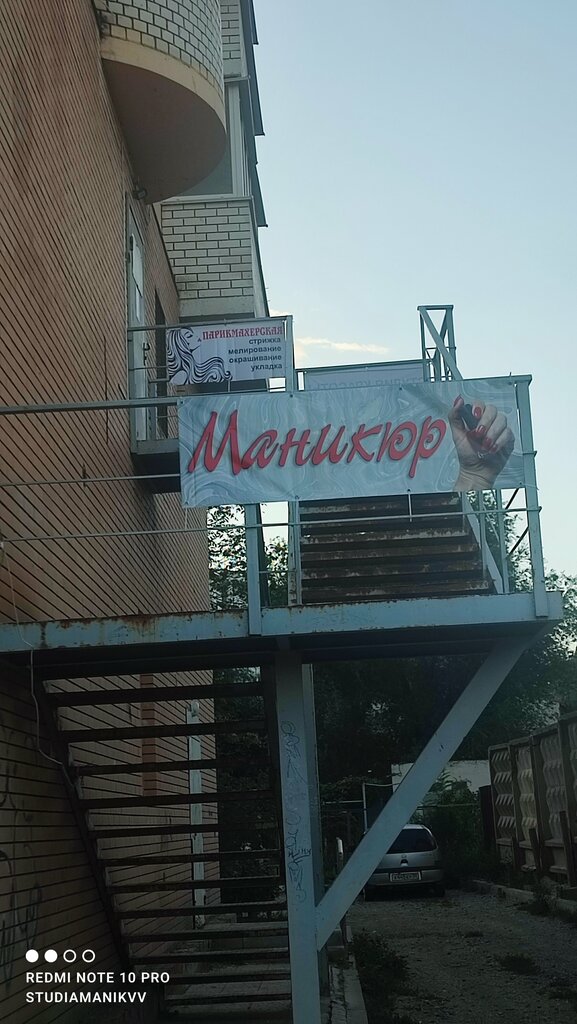 ПАРИКМАХЕРСКАЯ
стрижка
мелирование
окрашивание
укладка
Маникюр
REDMI NOTE 10 PRO
STUDIAMANIKVV